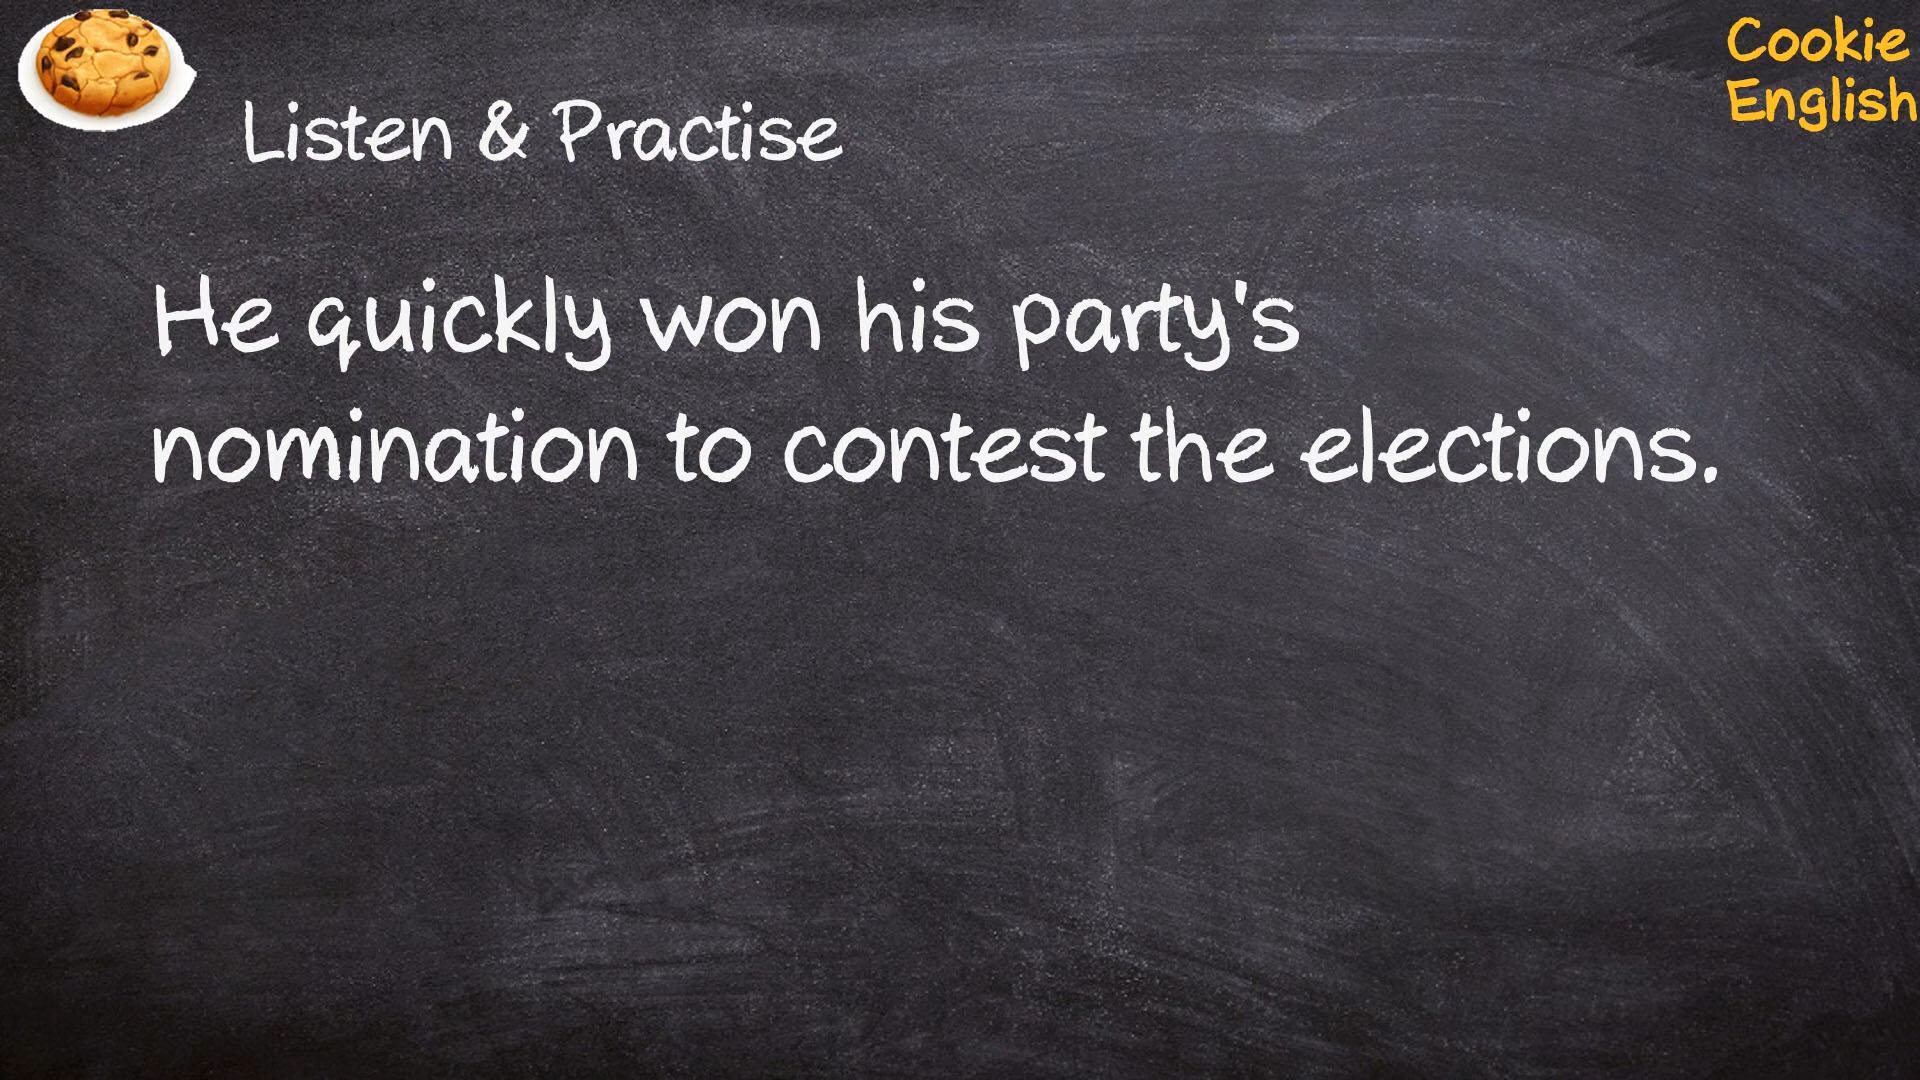 Cookie
English
Listen & Practise
He quickly won his party's
nomination to contest the elections.